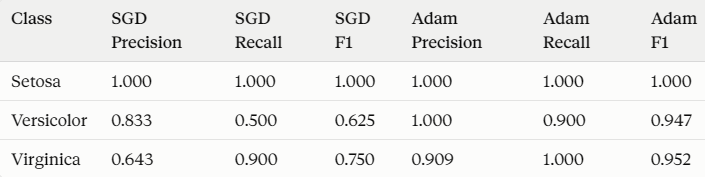 Class SGD Precision SGD Recall SGD F1 Adam Precision Adam Recall Adam F1
Setosa 1.000 1.000 1.000 1.000 1.000 1.000
Versicolor 0.833 0.500 0.625 1.000 0.900 0.947
Virginica 0.643 0.900 0.750 0.909 1.000 0.952